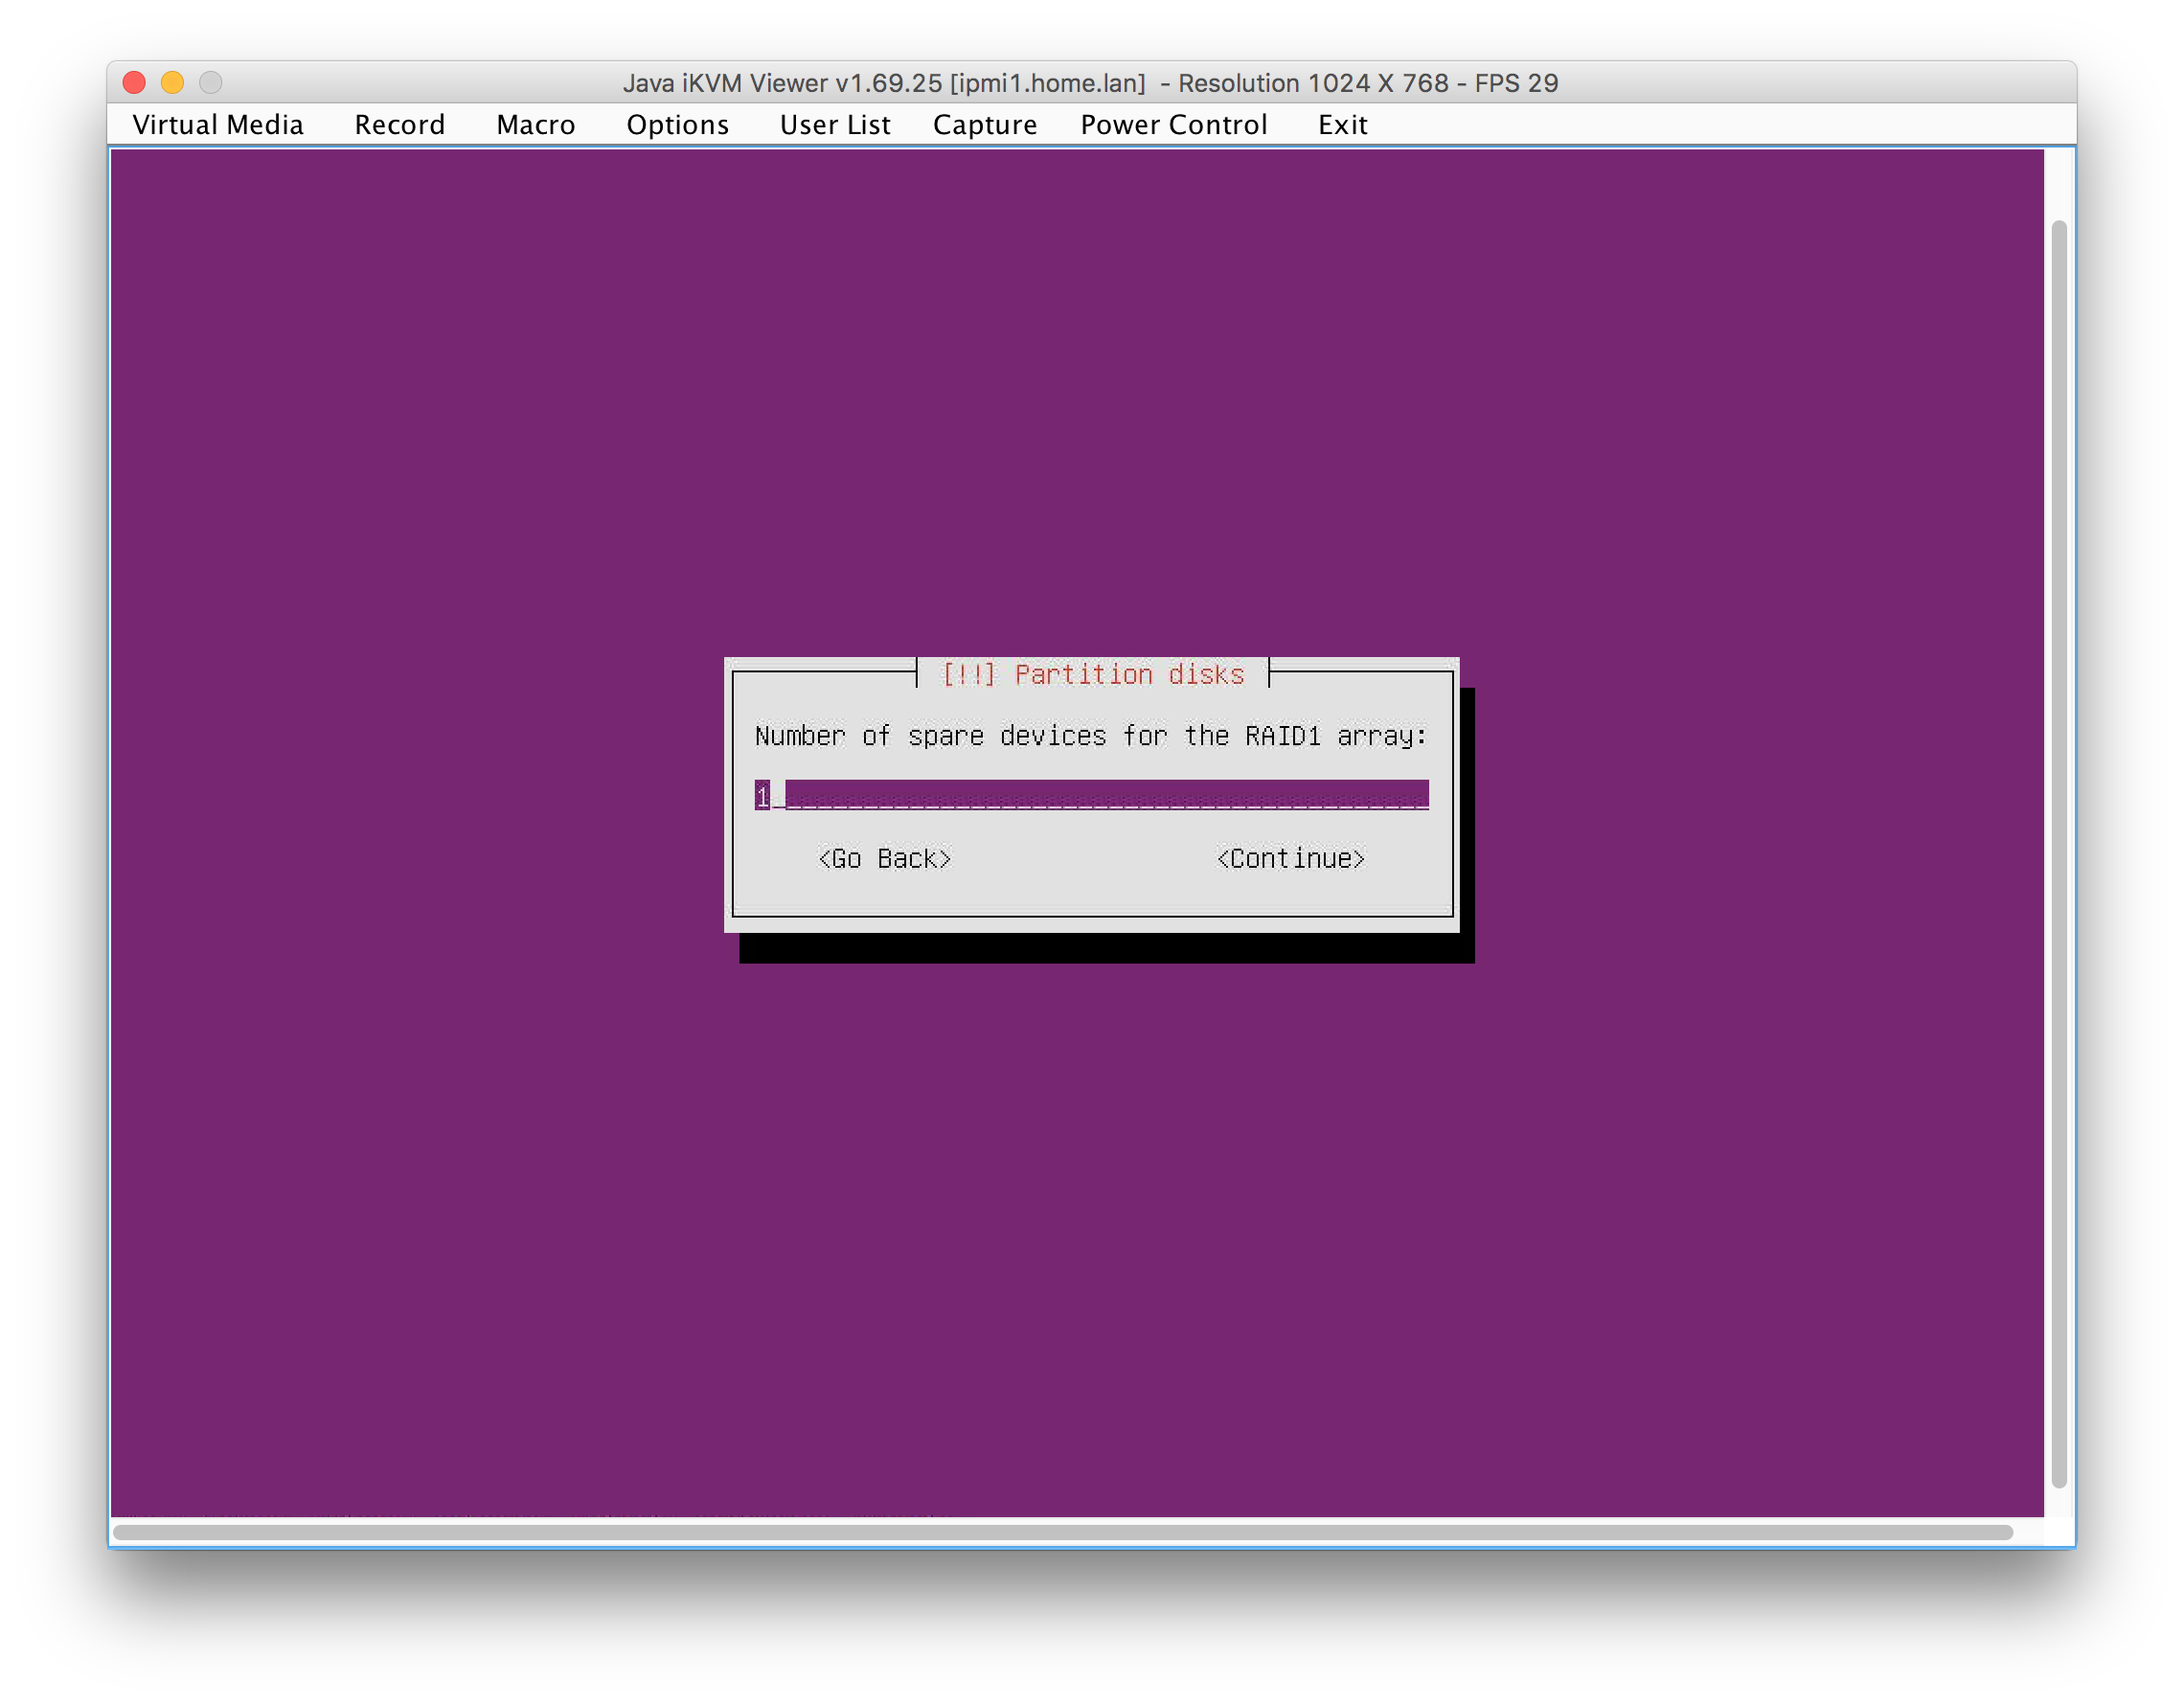 Java iKVM Viewer v1.69.25 [ipmi1.home.lan]  - Resolution 1024 X 768 - FPS 29
Virtual Media Record Macro Options User List Capture Power Control Exit
[!!] Partition disks
Number of spare devices for the RAID1 array:
1
<Go Back> <Continue>